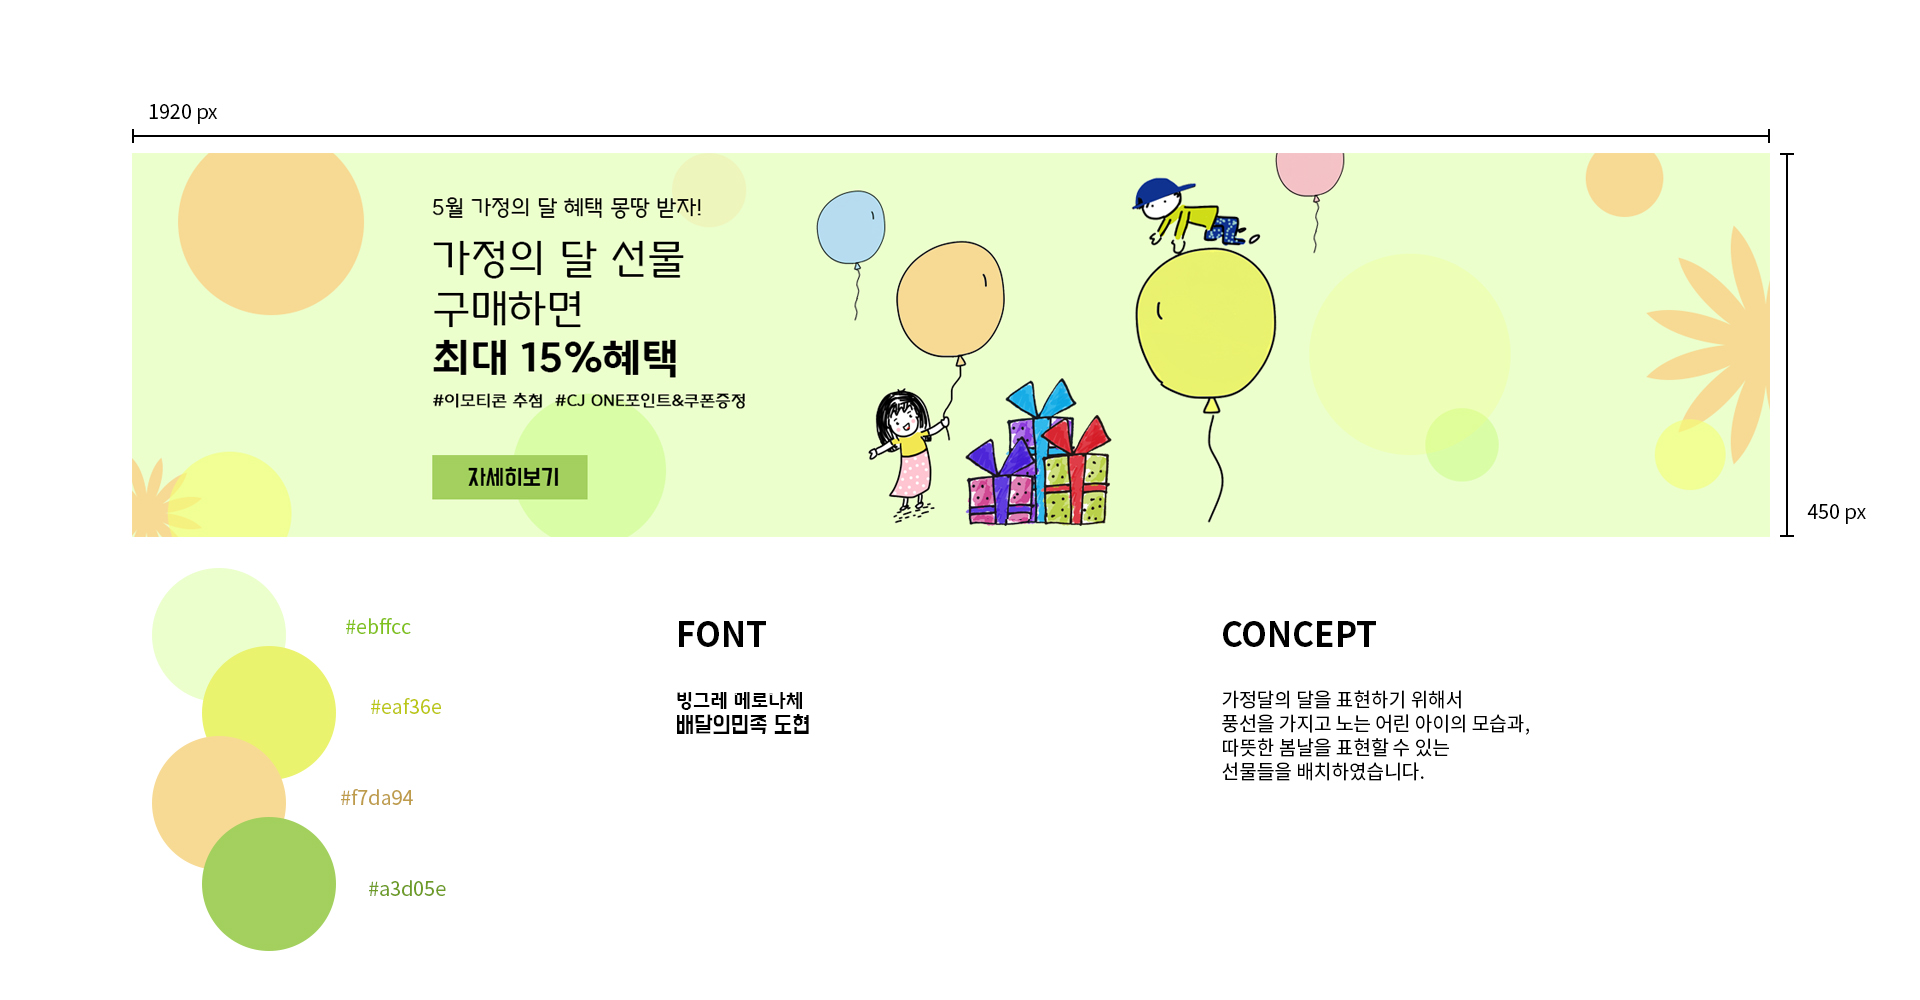 1920 px
5월 가정의 달 혜택 몽땅 받자!
가정의 달 선물
구매하면
최대 15%혜택
#이모티콘 추첨 #CJ ONE포인트&쿠폰증정
자세히보기
450 px
#ebffcc
#eaf36e
#f7da94
#a3d05e
FONT
빙그레 메로나체
배달의민족 도현
CONCEPT
가정달의 달을 표현하기 위해서
풍선을 가지고 노는 어린 아이의 모습과,
따뜻한 봄날을 표현할 수 있는
선물들을 배치하였습니다.